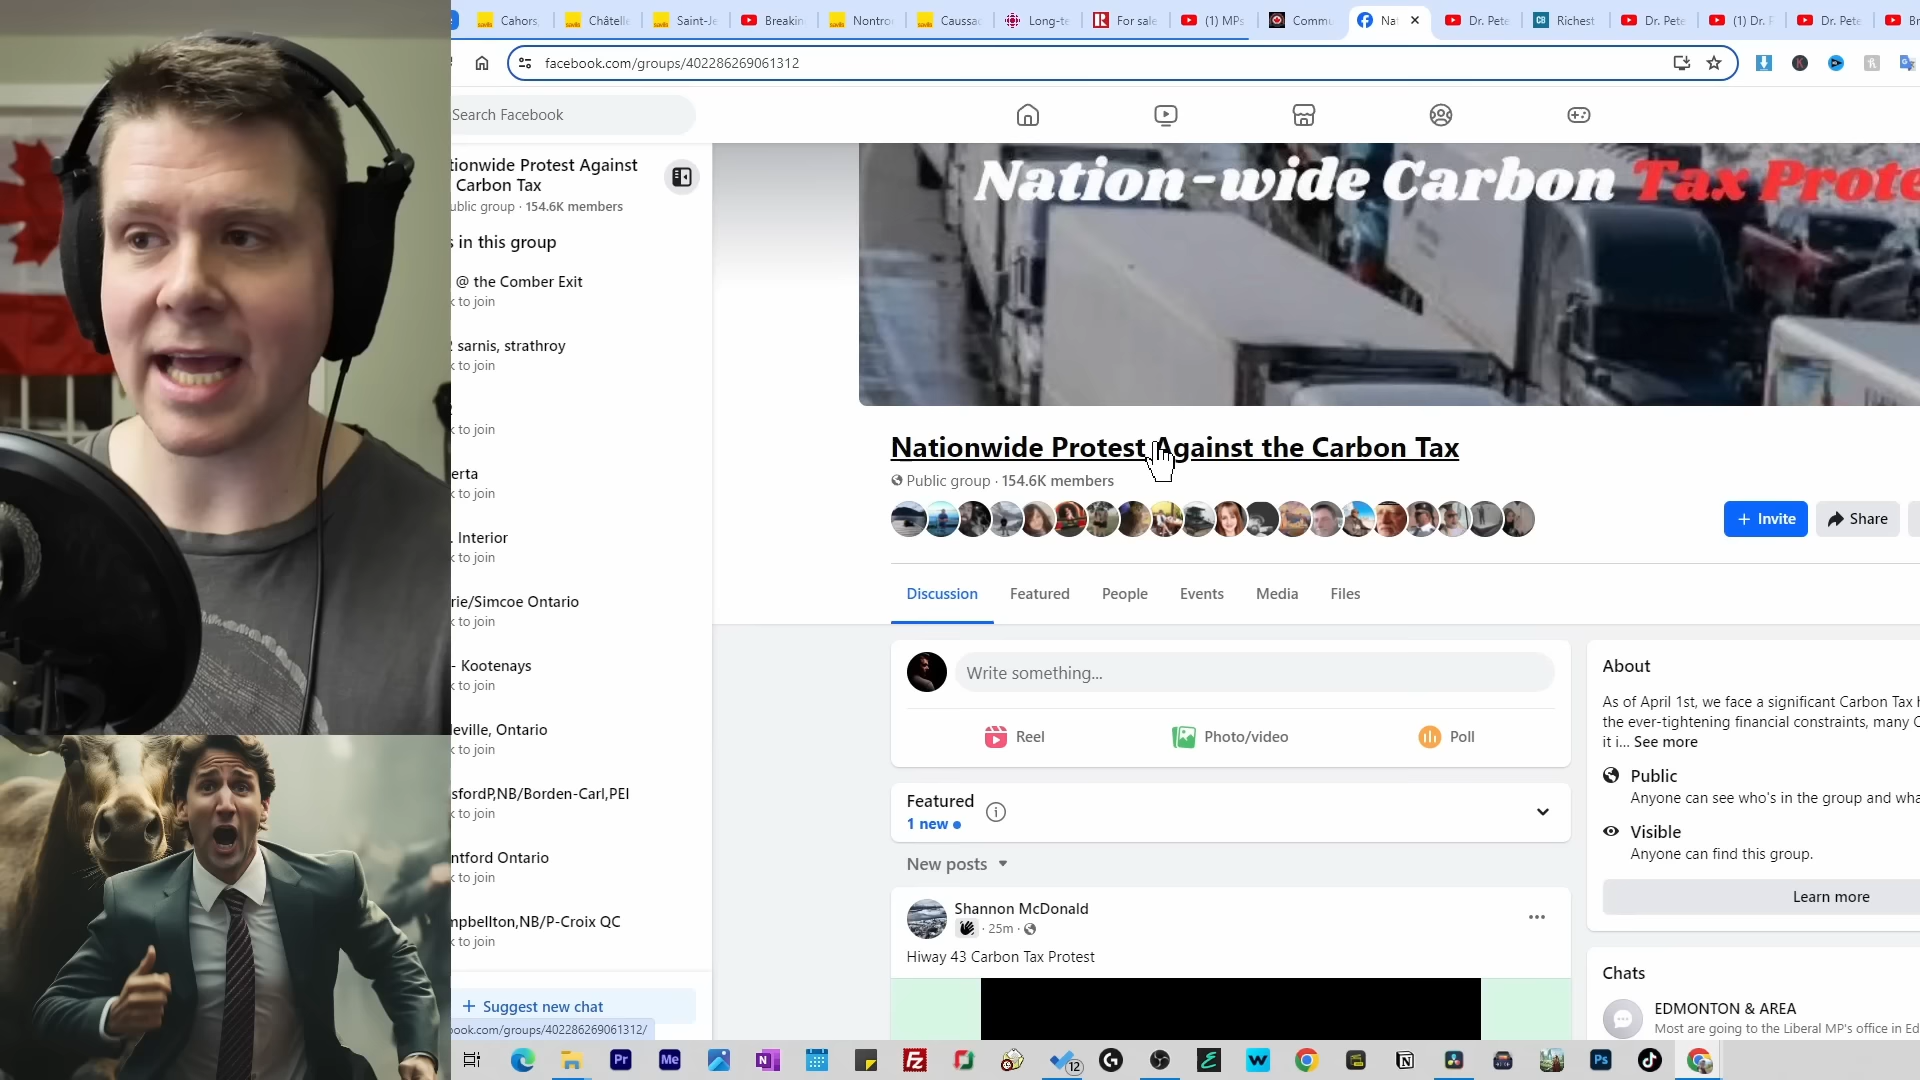 Cahors,
Châtelle
Saint-Je
Breakin
Nontro
Caussa
Long-te
For sale
(1) MPs
Commu
Na
Dr. Pete
Richest
Dr. Pete
(1) Dr. P
Dr. Pete
Br
facebook.com/groups/402286269061312
Search Facebook
tionwide Protest Against
Carbon Tax
ublic group · 154.6K members
s in this group
@ the Comber Exit
k to join
sarnis, strathroy
k to join
k to join
erta
k to join
. Interior
k to join
rie/Simcoe Ontario
k to join
- Kootenays
k to join
leville, Ontario
k to join
sfordP,NB/Borden-Carl,PEI
k to join
ntford Ontario
k to join
mpbellton,NB/P-Croix QC
k to join
+ Suggest new chat
ook.com/groups/402286269061312/
Nation-wide Carbon Tax Prote
Nationwide Protest Against the Carbon Tax
Public group · 154.6K members
+ Invite
Share
Discussion
Featured
People
Events
Media
Files
Write something...
Reel
Photo/video
Poll
Featured
1 new
New posts
Shannon McDonald
· 25m ·
Hiway 43 Carbon Tax Protest
About
As of April 1st, we face a significant Carbon Tax h
the ever-tightening financial constraints, many C
it i... See more
Public
Anyone can see who's in the group and wha
Visible
Anyone can find this group.
Learn more
Chats
EDMONTON & AREA
Most are going to the Liberal MP's office in Ed
Pr
Me
N
12
Ps